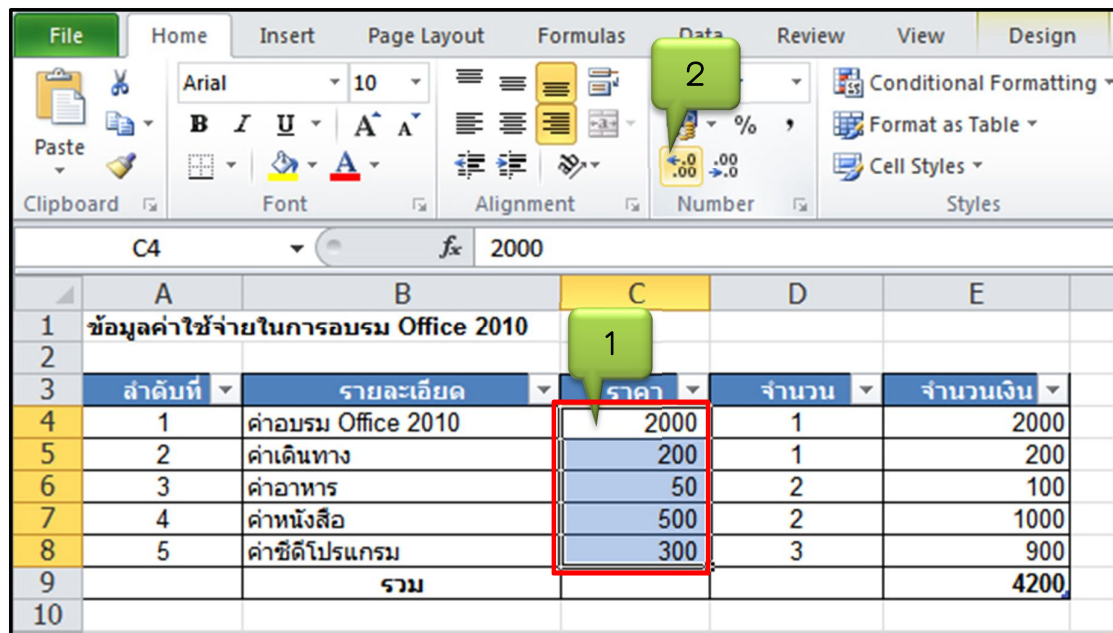 File Home Insert Page Layout Formulas Data Review View Design
2
Arial 10 Conditional Formatting
B I U A A % , Format as Table
Paste A .0 .00 .00 .0 Cell Styles
Clipboard Font Alignment Number Styles
C4 fx 2000
A B C D E
1 ข้อมูลค่าใช้จ่ายในการอบรม Office 2010
1
2
3 ลำดับที่ รายละเอียด ราคา จำนวน จำนวนเงิน
4 1 ค่าอบรม Office 2010 2000 1 2000
5 2 ค่าเดินทาง 200 1 200
6 3 ค่าอาหาร 50 2 100
7 4 ค่าหนังสือ 500 2 1000
8 5 ค่าซีดีโปรแกรม 300 3 900
9 รวม 4200
10